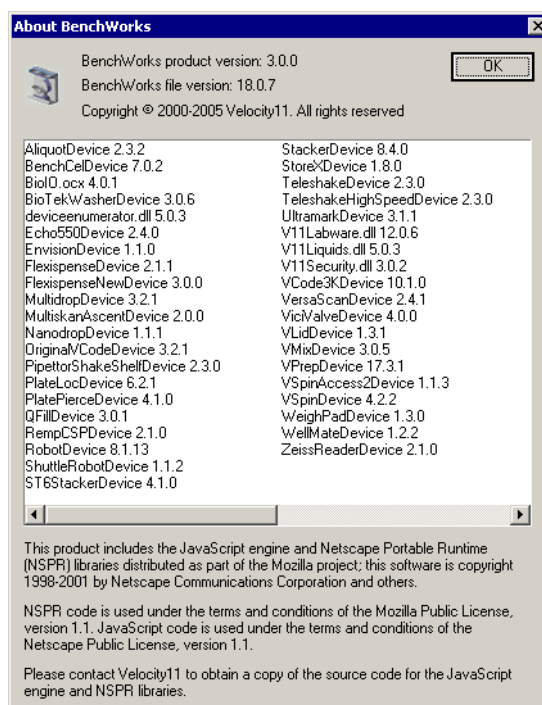 About BenchWorks
BenchWorks product version: 3.0.0
OK
BenchWorks file version: 18.0.7
Copyright © 2000-2005 Velocity11. All rights reserved
AliquotDevice 2.3.2
BenchCelDevice 7.0.2
BioIO.ocx 4.0.1
BioTekWasherDevice 3.0.6
deviceenumerator.dll 5.0.3
Echo550Device 2.4.0
EnvisionDevice 1.1.0
FlexispenseDevice 2.1.1
FlexispenseNewDevice 3.0.0
MultidropDevice 3.2.1
MultiskanAscentDevice 2.0.0
NanodropDevice 1.1.1
OriginalVCodeDevice 3.2.1
PipettorShakeShelfDevice 2.3.0
PlateLocDevice 6.2.1
PlatePierceDevice 4.1.0
QFillDevice 3.0.1
RempCSPDevice 2.1.0
RobotDevice 8.1.13
ShuttleRobotDevice 1.1.2
ST6StackerDevice 4.1.0
StackerDevice 8.4.0
StoreXDevice 1.8.0
TeleshakeDevice 2.3.0
TeleshakeHighSpeedDevice 2.3.0
UltramarkDevice 3.1.1
V11Labware.dll 12.0.6
V11Liquids.dll 5.0.3
V11Security.dll 3.0.2
VCode3KDevice 10.1.0
VersaScanDevice 2.4.1
ViciValveDevice 4.0.0
VLidDevice 1.3.1
VMixDevice 3.0.5
VPrepDevice 17.3.1
VSpinAccess2Device 1.1.3
VSpinDevice 4.2.2
WeighPadDevice 1.3.0
WellMateDevice 1.2.2
ZeissReaderDevice 2.1.0
This product includes the JavaScript engine and Netscape Portable Runtime
(NSPR) libraries distributed as part of the Mozilla project; this software is copyright
1998-2001 by Netscape Communications Corporation and others.
NSPR code is used under the terms and conditions of the Mozilla Public License,
version 1.1. JavaScript code is used under the terms and conditions of the
Netscape Public License, version 1.1.
Please contact Velocity11 to obtain a copy of the source code for the JavaScript
engine and NSPR libraries.